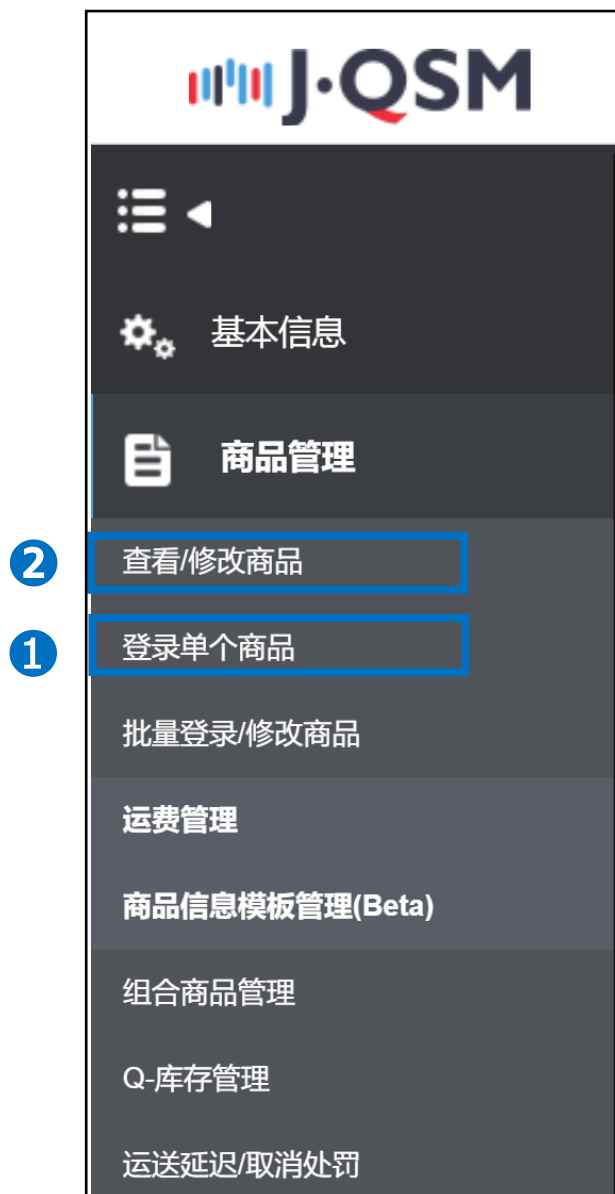 J·QSM
基本信息
商品管理
2 查看/修改商品
1 登录单个商品
批量登录/修改商品
运费管理
商品信息模板管理(Beta)
组合商品管理
Q-库存管理
运送延迟/取消处罚